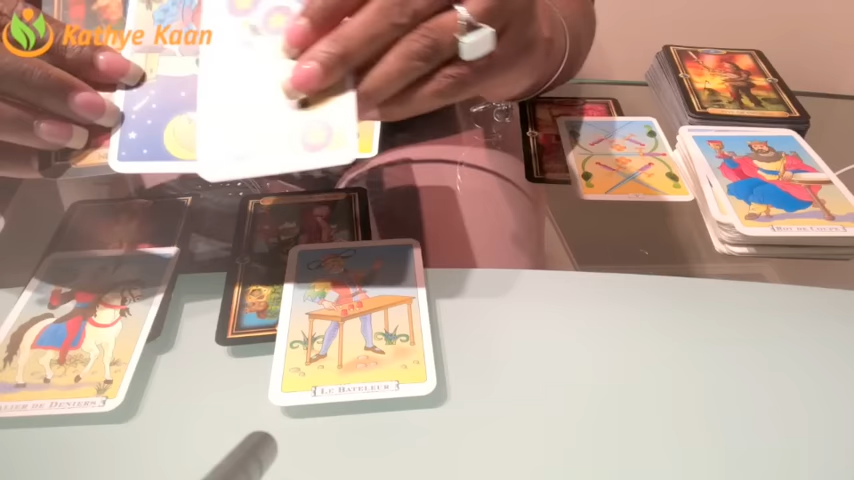 Kathye Kaan
ROY DE COUPE
LE BATELEUR
ALIER DE DENIERS